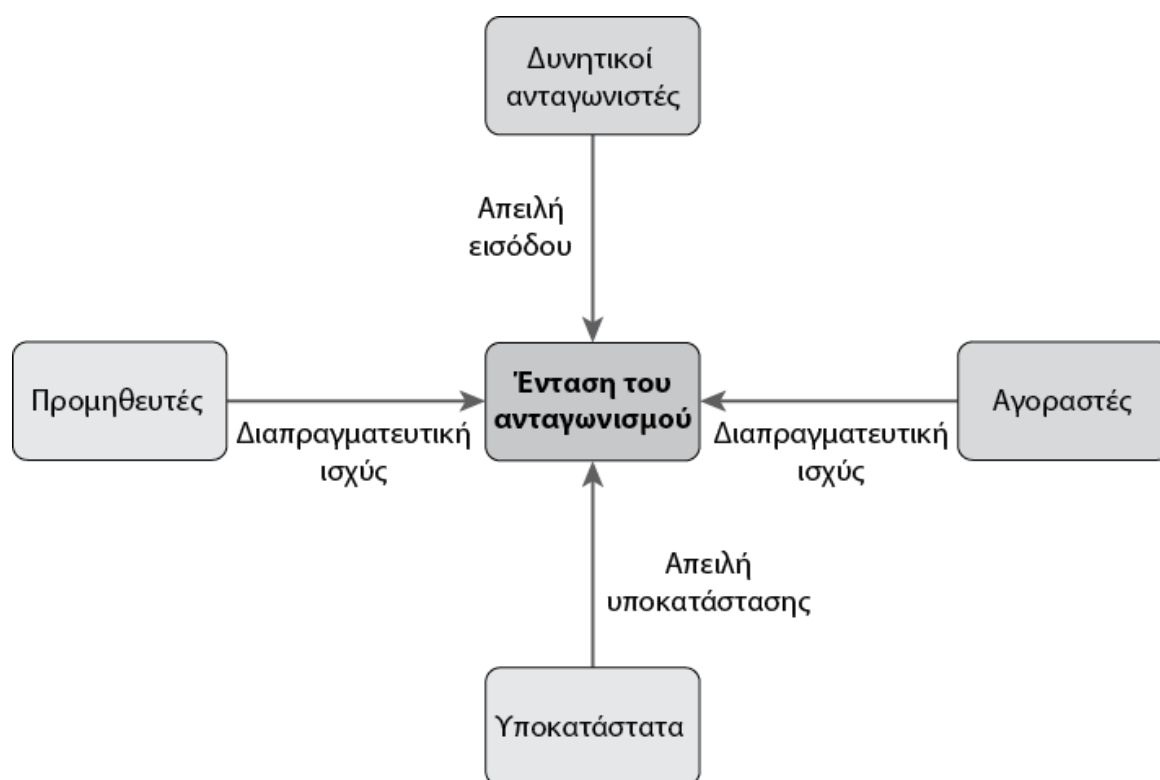 Δυνητικοί
ανταγωνιστές
Απειλή
εισόδου
Προμηθευτές
Διαπραγματευτική
ισχύς
Ένταση του
ανταγωνισμού
Διαπραγματευτική
ισχύς
Αγοραστές
Απειλή
υποκατάστασης
Υποκατάστατα